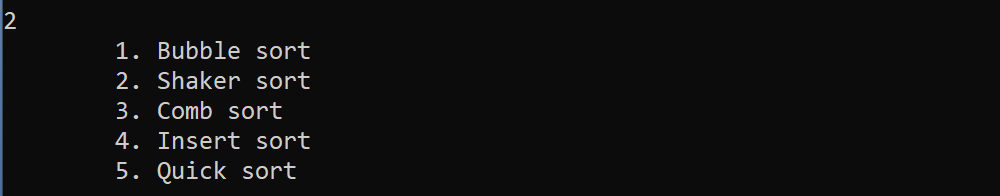 2
1. Bubble sort
2. Shaker sort
3. Comb sort
4. Insert sort
5. Quick sort